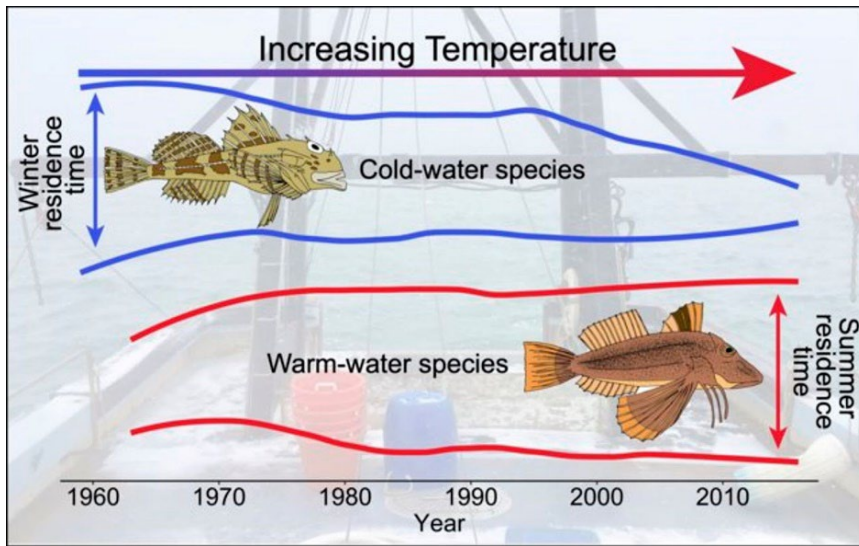 Increasing Temperature
Winter
residence
time
Cold-water species
Warm-water species
Summer
residence
time
1960 1970 1980 1990 2000 2010
Year